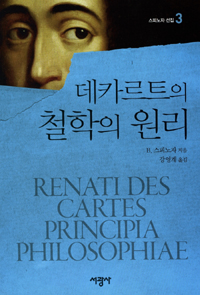 스피노자 선집 3
데카르트의
철학의 원리
B. 스피노자 지음
강영계 옮김
RENATI DES
CARTES
PRINCIPIA
PHILOSOPHIAE
서광사